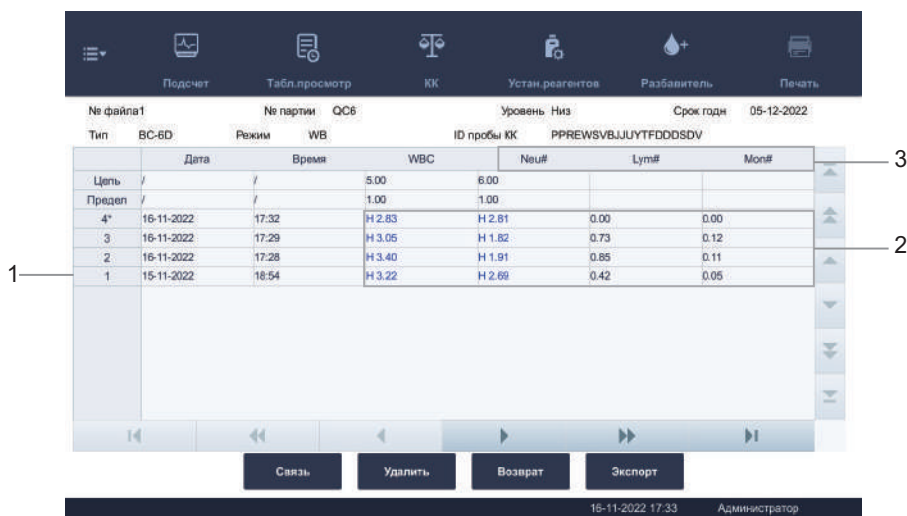 Подсчет Табл.просмотр КК Устан.реагентов Разбавитель Печать
№ файла1 № партии QC6 Уровень Низ Срок годн 05-12-2022
Тип BC-6D Режим WB ID пробы КК PPREWSVBJJUYTFDDDSDV
Дата Время WBC Neu# Lym# Mon# 3
Цель / / 5.00 6.00
Предел / / 1.00 1.00
4* 16-11-2022 17:32 H 2.83 H 2.81 0.00 0.00
3 16-11-2022 17:29 H 3.05 H 1.82 0.73 0.12 2
2 16-11-2022 17:28 H 3.40 H 1.91 0.85 0.11
1 1 15-11-2022 18:54 H 3.22 H 2.69 0.42 0.05
Связь Удалить Возврат Экспорт
16-11-2022 17:33 Администратор